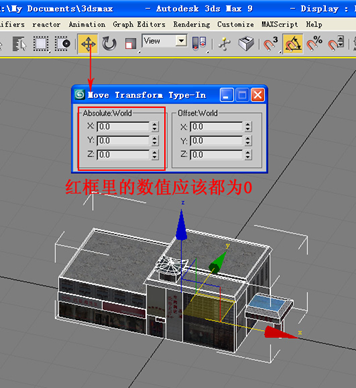 :\My Documents\3dsmax - Autodesk 3ds Max 9 - Display :
ifiers reactor Animation Graph Editors Rendering Customize MAXScript Help
View
Move Transform Type-In
Absolute:World Offset:World
X: 0.0 X: 0.0
Y: 0.0 Y: 0.0
Z: 0.0 Z: 0.0
红框里的数值应该都为0
z
y
x